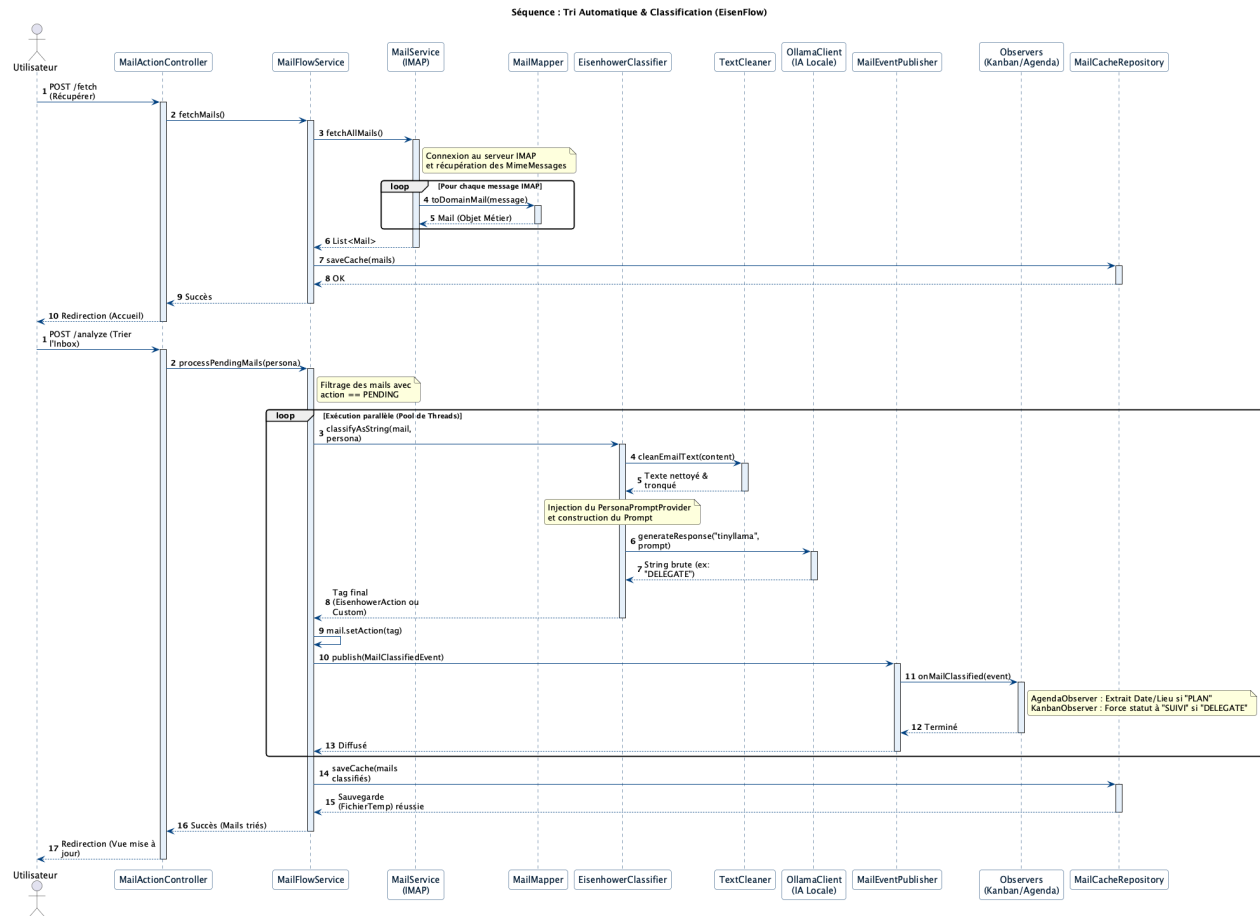 Séquence : Tri Automatique & Classification (EisenFlow)
Utilisateur
MailActionController
MailFlowService
MailService
(IMAP)
MailMapper
EisenhowerClassifier
TextCleaner
OllamaClient
(IA Locale)
MailEventPublisher
Observers
(Kanban/Agenda)
MailCacheRepository
1 POST /fetch
(Récupérer)
2 fetchMails()
3 fetchAllMails()
Connexion au serveur IMAP
et récupération des MimeMessages
loop [Pour chaque message IMAP]
4 toDomainMail(message)
5 Mail (Objet Métier)
6 List<Mail>
7 saveCache(mails)
8 OK
9 Succès
10 Redirection (Accueil)
1 POST /analyze (Trier
l'Inbox)
2 processPendingMails(persona)
Filtrage des mails avec
action == PENDING
loop [Exécution parallèle (Pool de Threads)]
3 classifyAsString(mail,
persona)
4 cleanEmailText(content)
5 Texte nettoyé &
tronqué
Injection du PersonaPromptProvider
et construction du Prompt
6 generateResponse("tinyllama",
prompt)
7 String brute (ex:
"DELEGATE")
Tag final
8 (EisenhowerAction ou
Custom)
9 mail.setAction(tag)
10 publish(MailClassifiedEvent)
11 onMailClassified(event)
AgendaObserver : Extrait Date/Lieu si "PLAN"
KanbanObserver : Force statut à "SUIVI" si "DELEGATE"
12 Terminé
13 Diffusé
14 saveCache(mails
classifiés)
15 Sauvegarde
(FichierTemp) réussie
16 Succès (Mails triés)
17 Redirection (Vue mise à
jour)
Utilisateur
MailActionController
MailFlowService
MailService
(IMAP)
MailMapper
EisenhowerClassifier
TextCleaner
OllamaClient
(IA Locale)
MailEventPublisher
Observers
(Kanban/Agenda)
MailCacheRepository